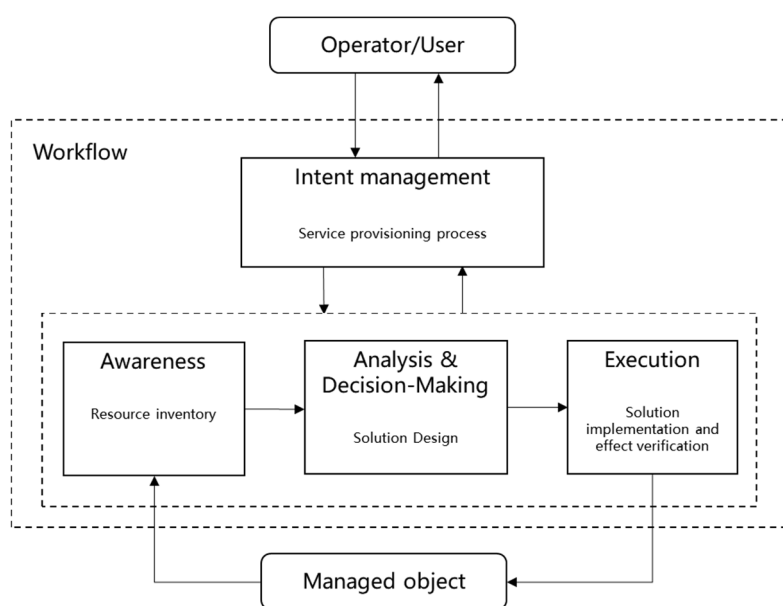 Operator/User
Workflow
Intent management
Service provisioning process
Awareness
Resource inventory
Analysis &
Decision-Making
Solution Design
Execution
Solution
implementation and
effect verification
Managed object